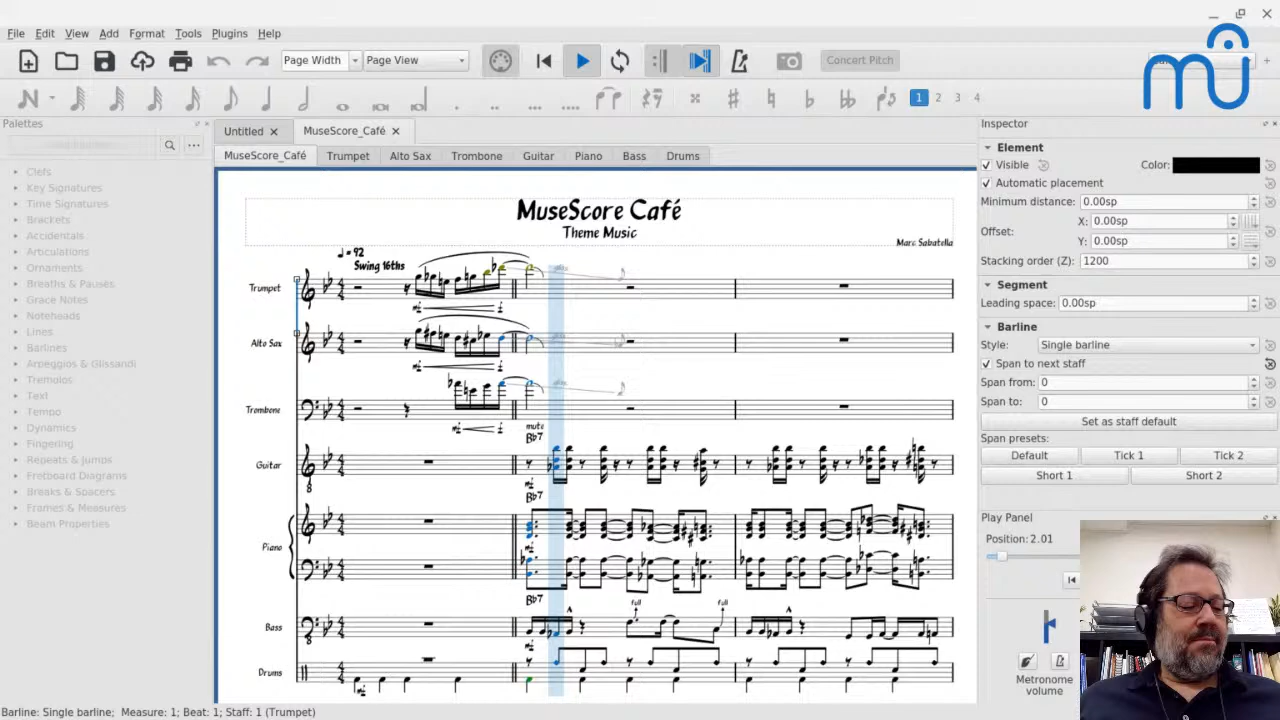 File Edit View Add Format Tools Plugins Help
Page Width Page View Concert Pitch
1 2 3 4
Palettes
Untitled MuseScore_Café
MuseScore_Café Trumpet Alto Sax Trombone Guitar Piano Bass Drums
Clefs
Key Signatures
Time Signatures
Brackets
Accidentals
Articulations
Ornaments
Breaths & Pauses
Grace Notes
Noteheads
Lines
Barlines
Arpeggios & Glissandi
Tremolos
Text
Tempo
Dynamics
Fingering
Repeats & Jumps
Fretboard Diagrams
Breaks & Spacers
Frames & Measures
Beam Properties
MuseScore Café
Theme Music
Marc Sabatella
= 92
Swing 16ths
Trumpet
Alto Sax
Trombone
mute
Bb7
Guitar
8
Bb7
Piano
Bb7
full full
Bass
8
Drums
Inspector
Element
Visible Color:
Automatic placement
Minimum distance: 0.00sp
X: 0.00sp
Offset:
Y: 0.00sp
Stacking order (Z): 1200
Segment
Leading space: 0.00sp
Barline
Style: Single barline
Span to next staff
Span from: 0
Span to: 0
Set as staff default
Span presets:
Default Tick 1 Tick 2
Short 1 Short 2
Play Panel
Position: 2.01
Metronome
volume
Barline: Single barline; Measure: 1; Beat: 1; Staff: 1 (Trumpet)